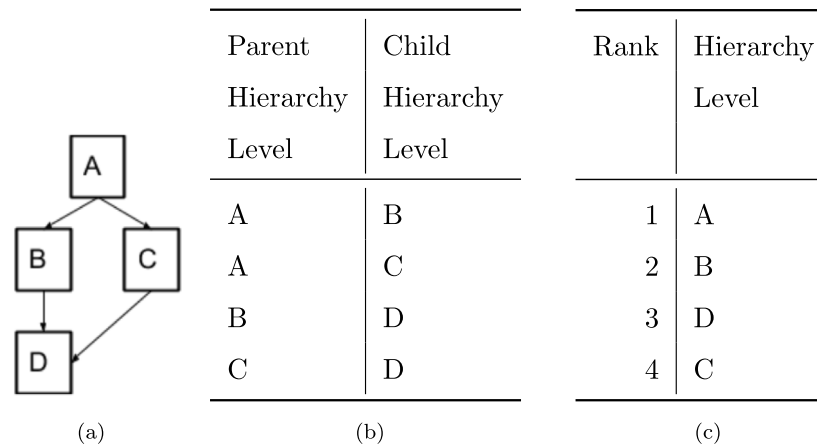 A
B C
D
(a)
Parent Child
Hierarchy Hierarchy
Level Level
A B
A C
B D
C D
(b)
Rank Hierarchy
Level
1 A
2 B
3 D
4 C
(c)